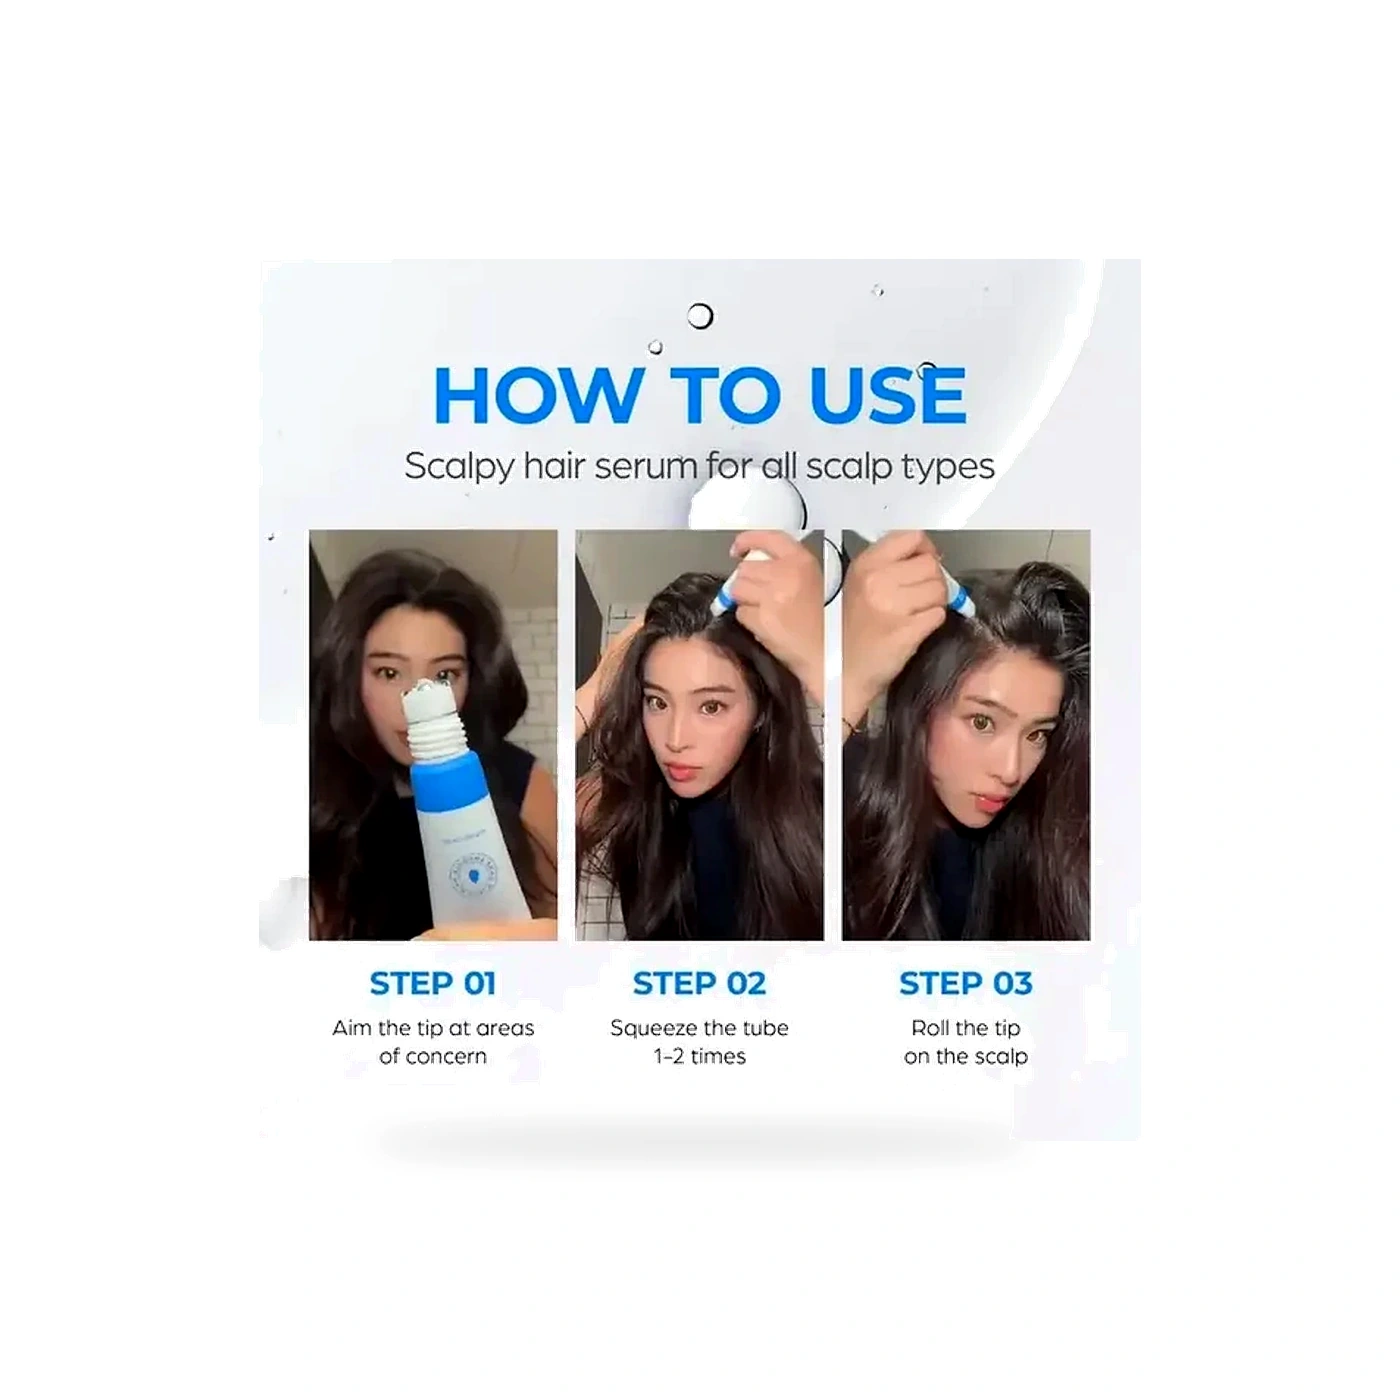 HOW TO USE
Scalpy hair serum for all scalp types
STEP 01
Aim the tip at areas
of concern
STEP 02
Squeeze the tube
1-2 times
STEP 03
Roll the tip
on the scalp